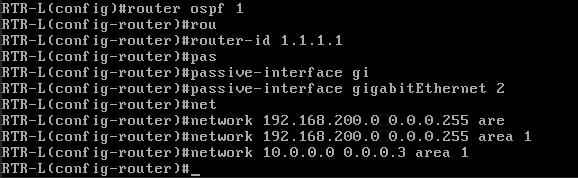 RTR-L(config)#router ospf 1
RTR-L(config-router)#rou
RTR-L(config-router)#router-id 1.1.1.1
RTR-L(config-router)#pas
RTR-L(config-router)#passive-interface gi
RTR-L(config-router)#passive-interface gigabitEthernet 2
RTR-L(config-router)#net
RTR-L(config-router)#network 192.168.200.0 0.0.0.255 are
RTR-L(config-router)#network 192.168.200.0 0.0.0.255 area 1
RTR-L(config-router)#network 10.0.0.0 0.0.0.3 area 1
RTR-L(config-router)#_